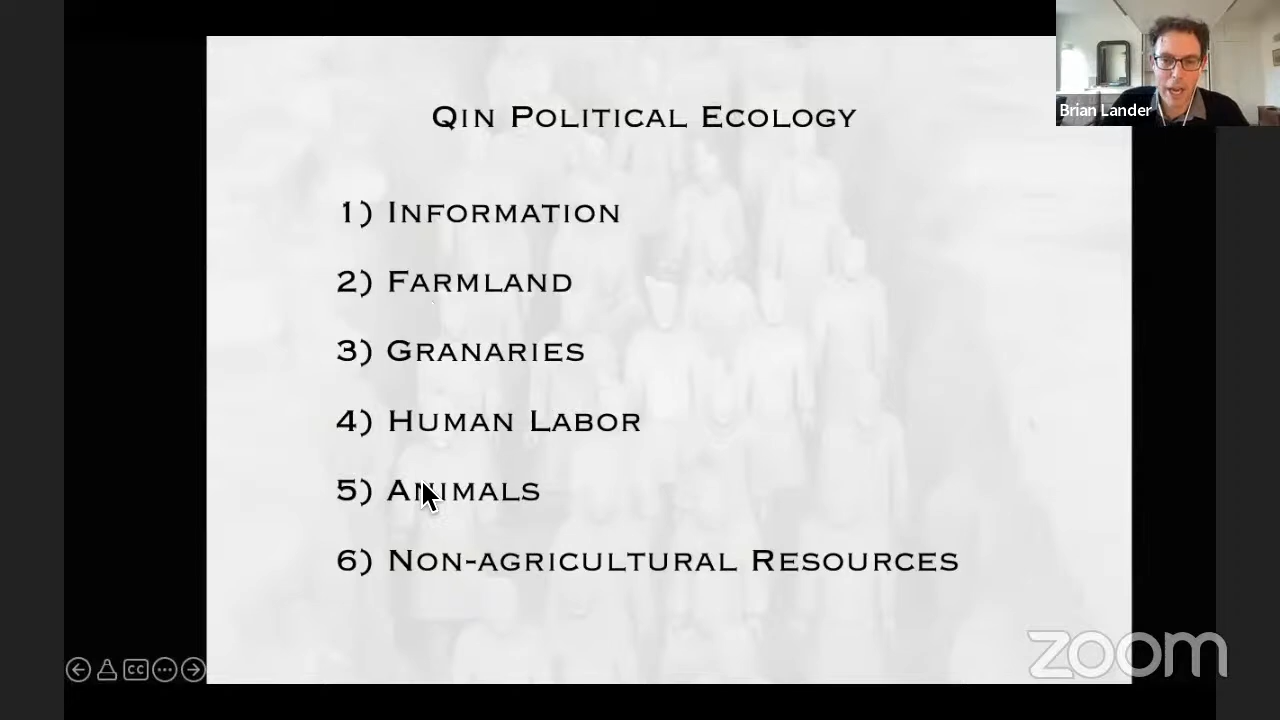 Qin Political Ecology
1) Information
2) Farmland
3) Granaries
4) Human Labor
5) Animals
6) Non-agricultural Resources
Brian Lander
CC
zoom